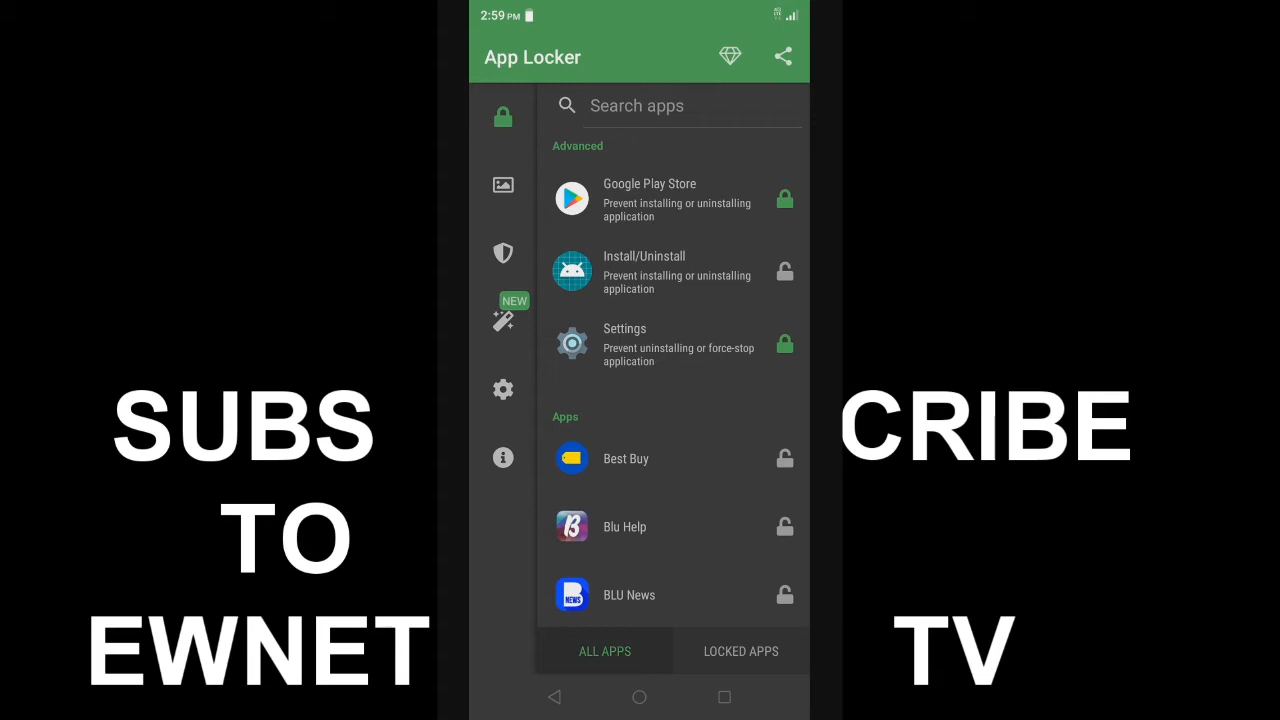 2:59 PM
App Locker
Search apps
Advanced
Google Play Store
Prevent installing or uninstalling
application
Install/Uninstall
Prevent installing or uninstalling
application
NEW
Settings
Prevent uninstalling or force-stop
application
Apps
Best Buy
Blu Help
B
NEWS
BLU News
ALL APPS
LOCKED APPS
SUBS CRIBE
TO
EWNET TV